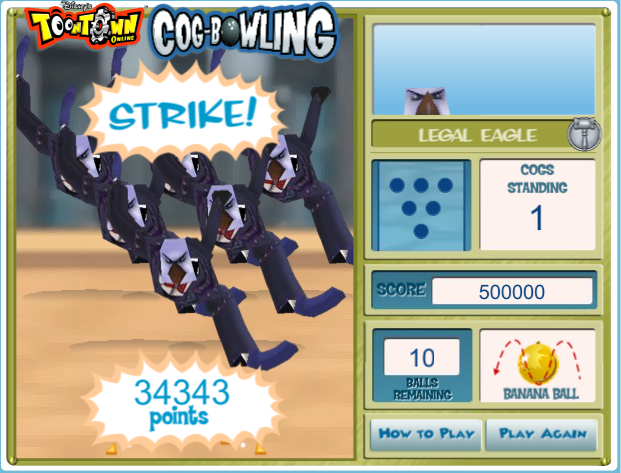 Disney's
TOONTOWN
ONLINE
COG-BOWLING
STRIKE!
34343
points
LEGAL EAGLE
COGS
STANDING
1
SCORE 500000
10
BALLS
REMAINING
BANANA BALL
HOW TO PLAY
PLAY AGAIN